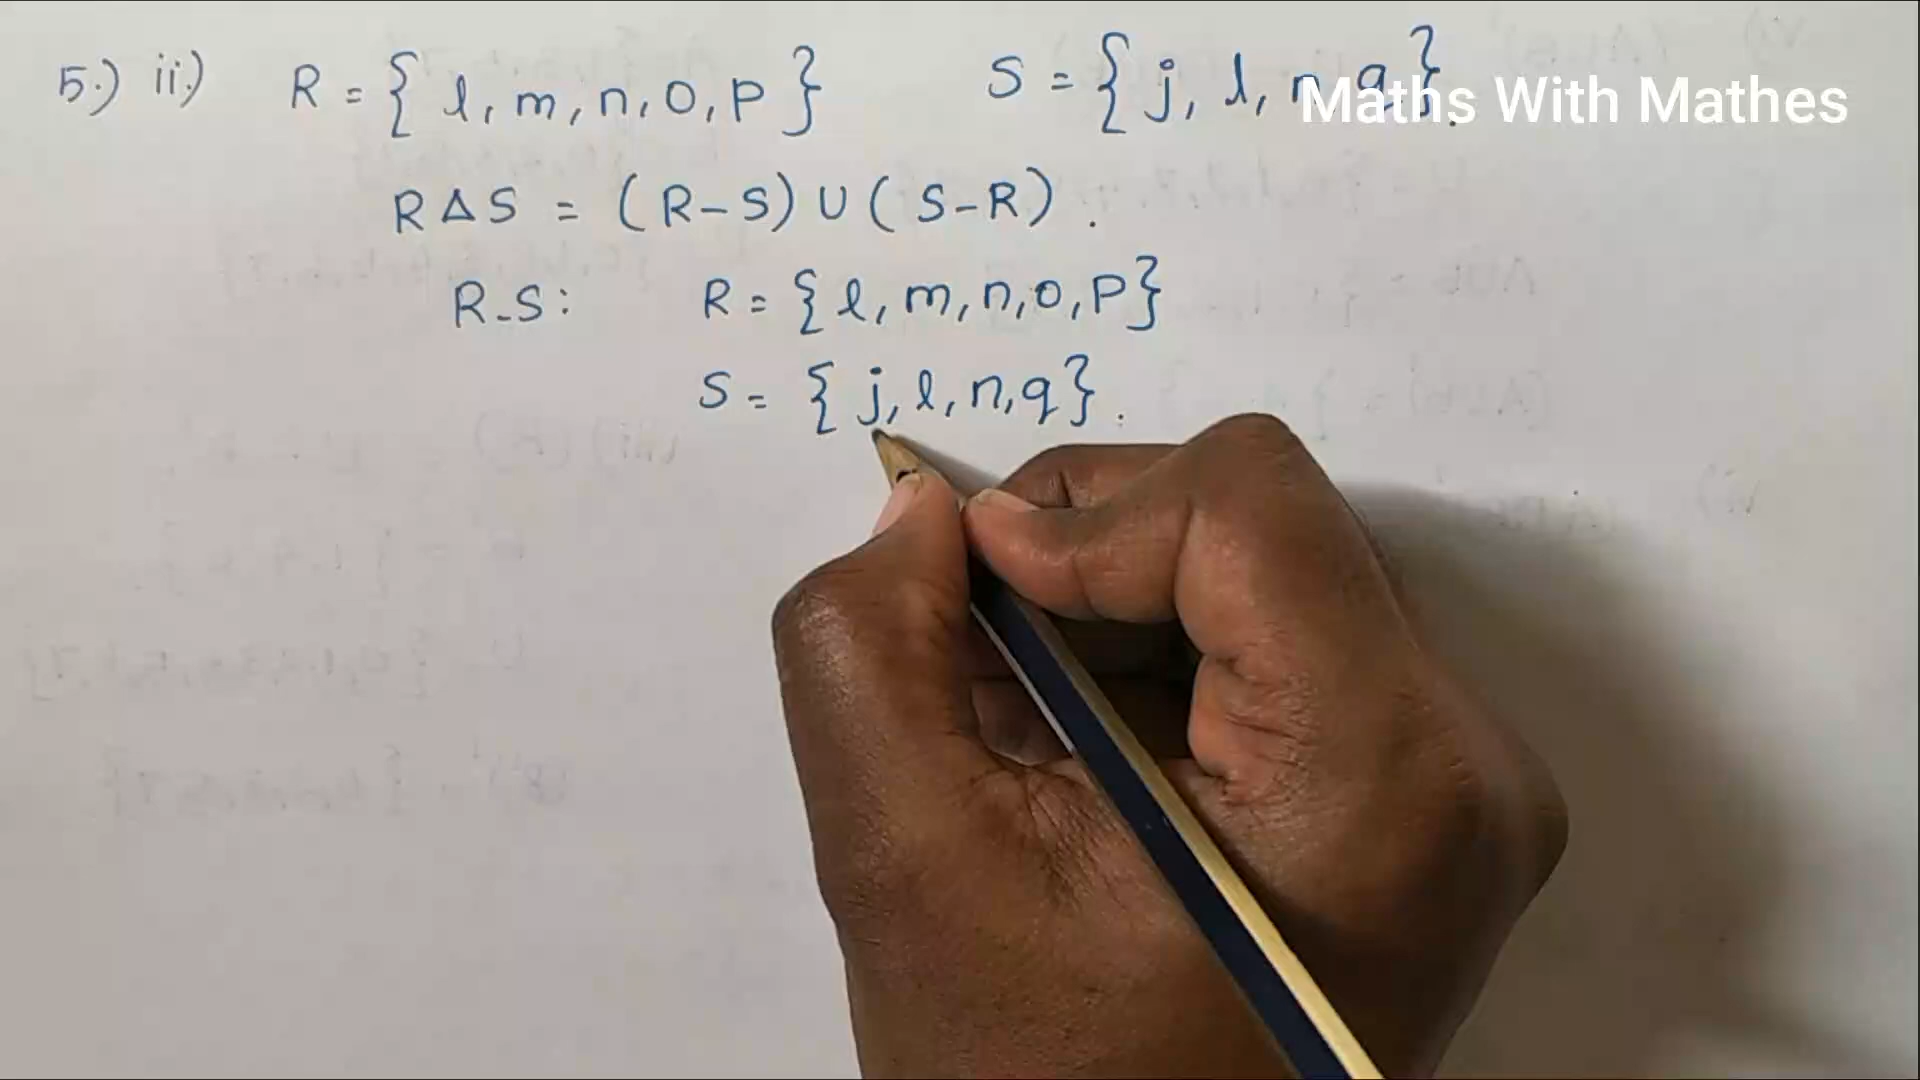 5.) ii.) R = { l, m, n, o, p } S = { j, l, n, q }.
Maths With Mathes
R Δ S = (R-S) ∪ (S-R).
R-S: R = {l, m, n, o, p}
S = {j, l, n, q}.